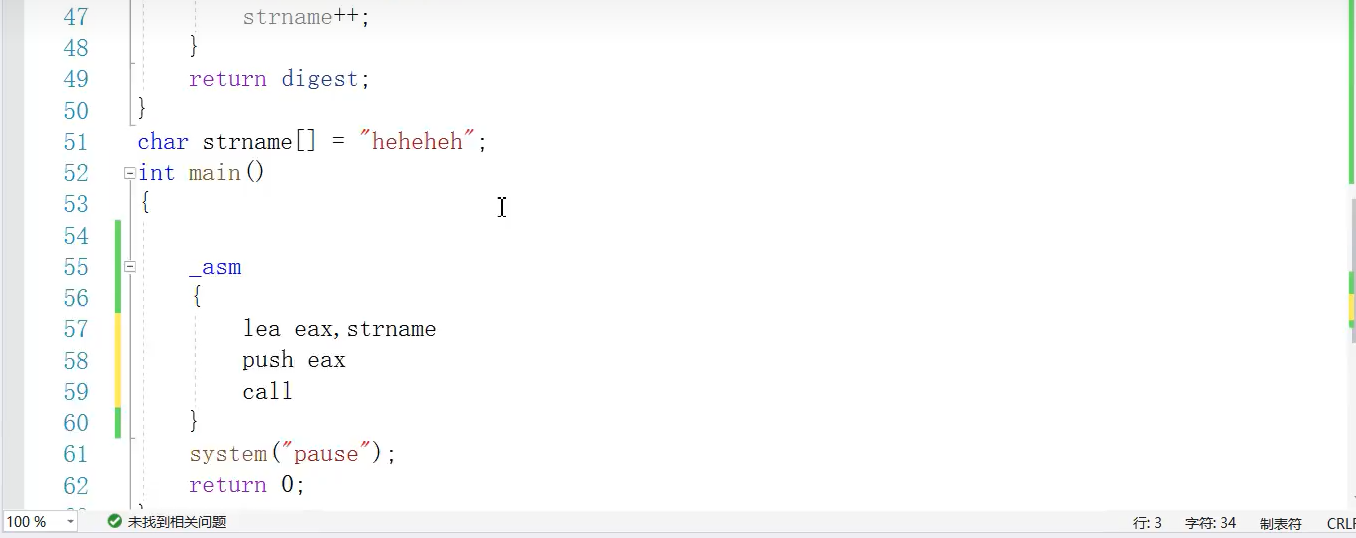 47 strname++;
48 }
49 return digest;
50 }
51 char strname[] = "heheheh";
52 int main()
53 {
54
55 _asm
56 {
57 lea eax,strname
58 push eax
59 call
60 }
61 system("pause");
62 return 0;
100 % 未找到相关问题 行: 3 字符: 34 制表符 CRLF